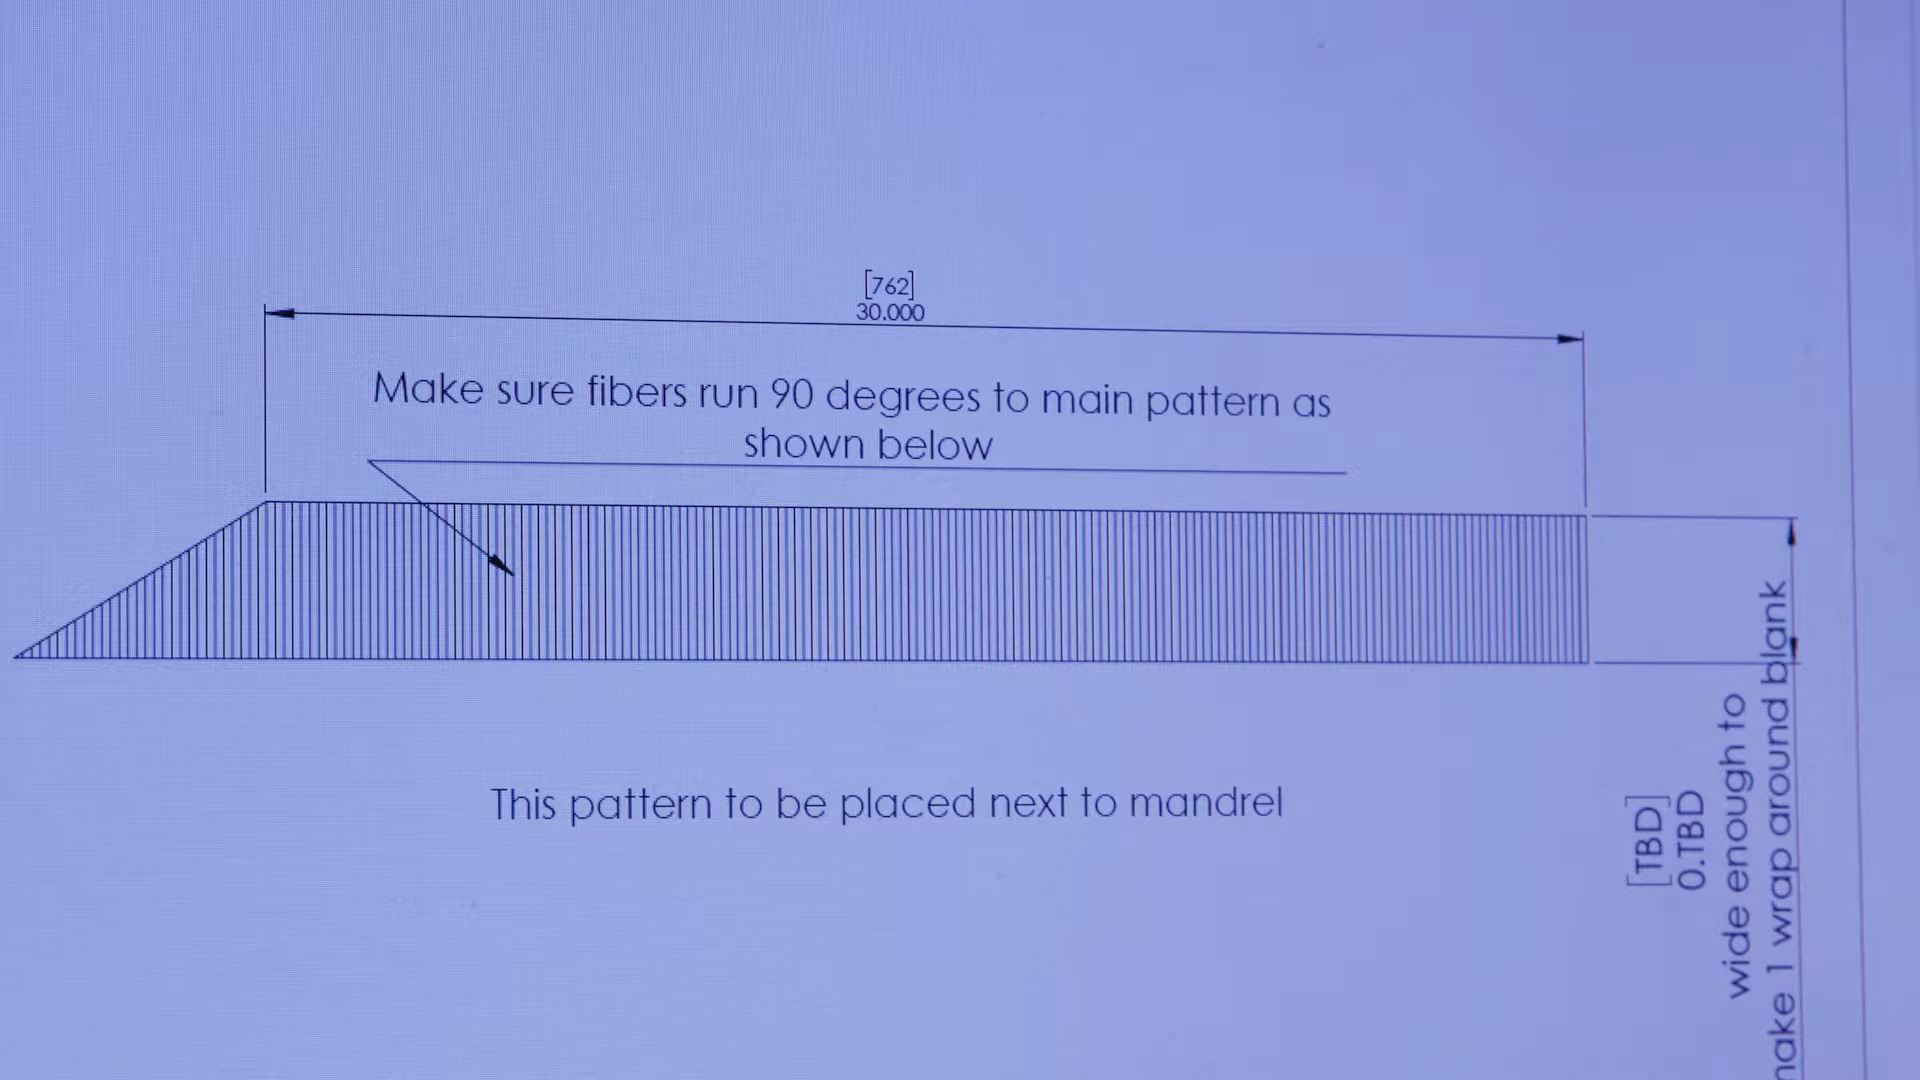 [762]
30.000
Make sure fibers run 90 degrees to main pattern as
shown below
This pattern to be placed next to mandrel
[TBD]
0.TBD
wide enough to
1 wrap around blank